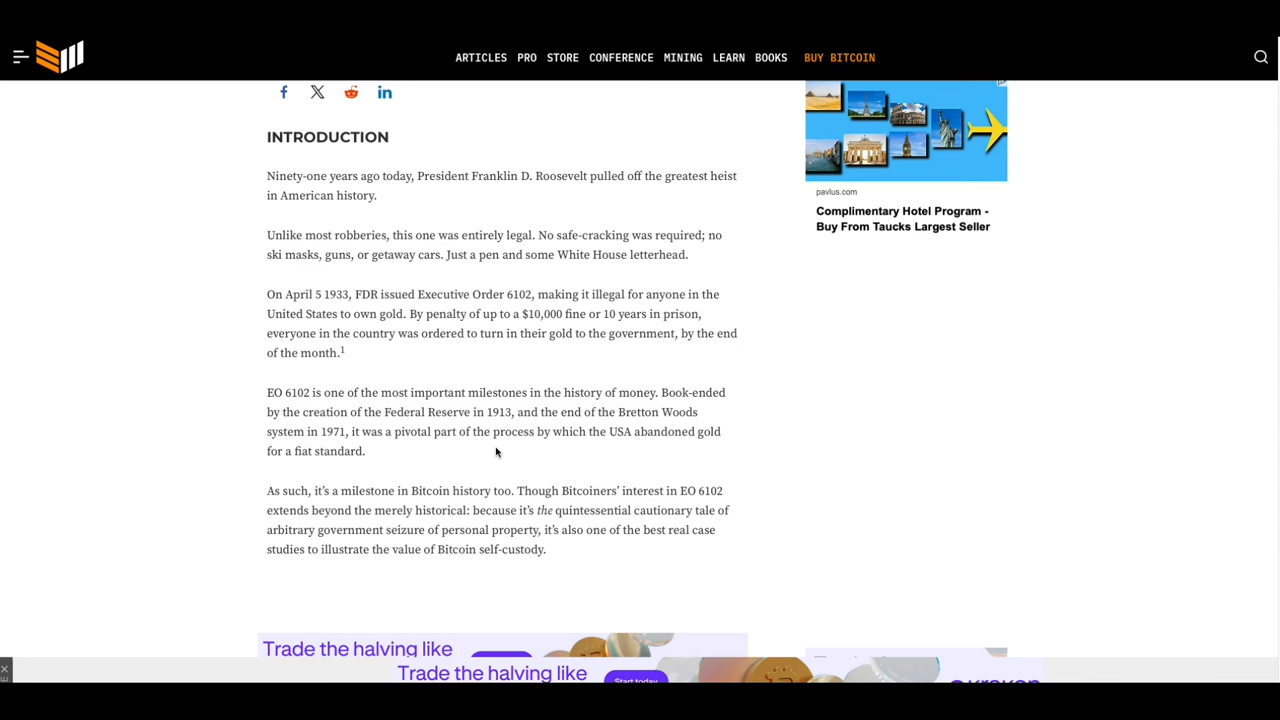 ARTICLES PRO STORE CONFERENCE MINING LEARN BOOKS BUY BITCOIN
INTRODUCTION
Ninety-one years ago today, President Franklin D. Roosevelt pulled off the greatest heist
in American history.
Unlike most robberies, this one was entirely legal. No safe-cracking was required; no
ski masks, guns, or getaway cars. Just a pen and some White House letterhead.
On April 5 1933, FDR issued Executive Order 6102, making it illegal for anyone in the
United States to own gold. By penalty of up to a $10,000 fine or 10 years in prison,
everyone in the country was ordered to turn in their gold to the government, by the end
of the month.1
EO 6102 is one of the most important milestones in the history of money. Book-ended
by the creation of the Federal Reserve in 1913, and the end of the Bretton Woods
system in 1971, it was a pivotal part of the process by which the USA abandoned gold
for a fiat standard.
As such, it’s a milestone in Bitcoin history too. Though Bitcoiners’ interest in EO 6102
extends beyond the merely historical: because it’s the quintessential cautionary tale of
arbitrary government seizure of personal property, it’s also one of the best real case
studies to illustrate the value of Bitcoin self-custody.
pavlus.com
Complimentary Hotel Program -
Buy From Taucks Largest Seller
Trade the halving like
Trade the halving like
Start today